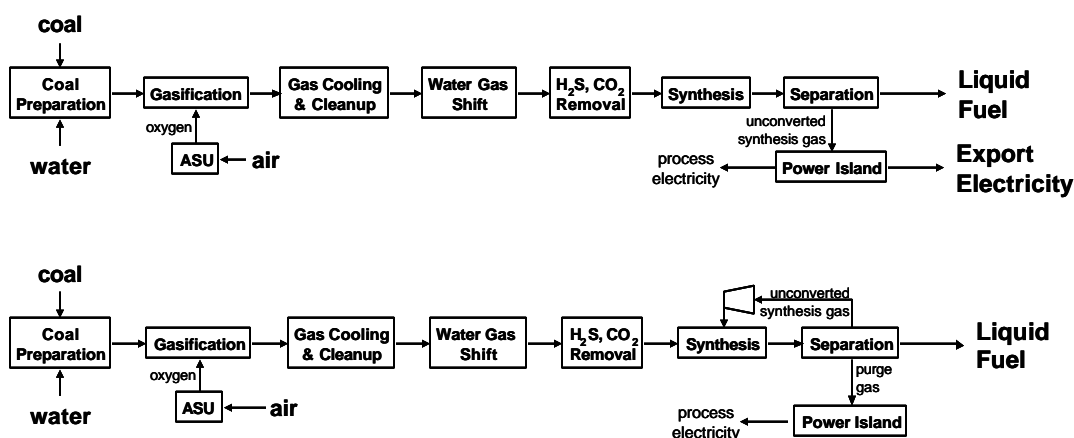 coal
Coal
Preparation
water
Gasification
oxygen
ASU
air
Gas Cooling
& Cleanup
Water Gas
Shift
H₂S, CO₂
Removal
Synthesis
Separation
unconverted
synthesis gas
Power Island
process
electricity
Liquid
Fuel
Export
Electricity
coal
Coal
Preparation
water
Gasification
oxygen
ASU
air
Gas Cooling
& Cleanup
Water Gas
Shift
H₂S, CO₂
Removal
unconverted
synthesis gas
Synthesis
Separation
purge
gas
Power Island
process
electricity
Liquid
Fuel